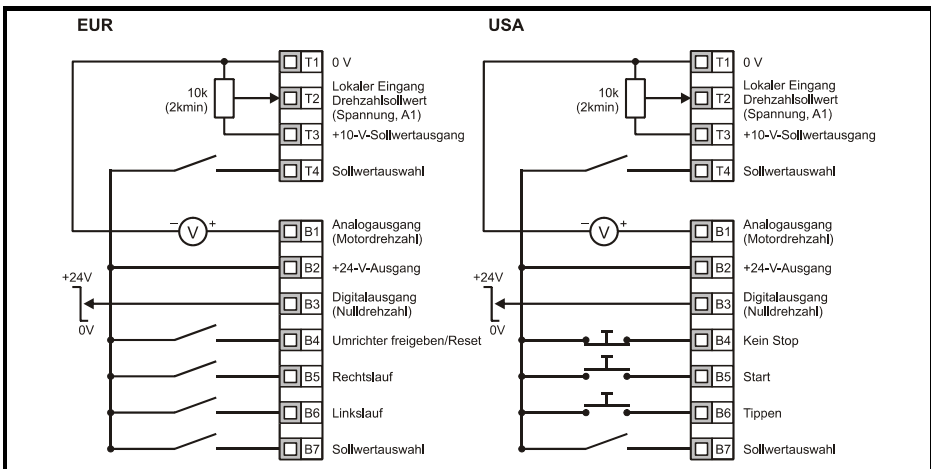 EUR
10k
(2kmin)
T1 0 V
T2 Lokaler Eingang
Drehzahlsollwert
(Spannung, A1)
T3 +10-V-Sollwertausgang
T4 Sollwertauswahl
– V +
B1 Analogausgang
(Motordrehzahl)
B2 +24-V-Ausgang
+24V
0V
B3 Digitalausgang
(Nulldrehzahl)
B4 Umrichter freigeben/Reset
B5 Rechtslauf
B6 Linkslauf
B7 Sollwertauswahl
USA
10k
(2kmin)
T1 0 V
T2 Lokaler Eingang
Drehzahlsollwert
(Spannung, A1)
T3 +10-V-Sollwertausgang
T4 Sollwertauswahl
– V +
B1 Analogausgang
(Motordrehzahl)
B2 +24-V-Ausgang
+24V
0V
B3 Digitalausgang
(Nulldrehzahl)
B4 Kein Stop
B5 Start
B6 Tippen
B7 Sollwertauswahl